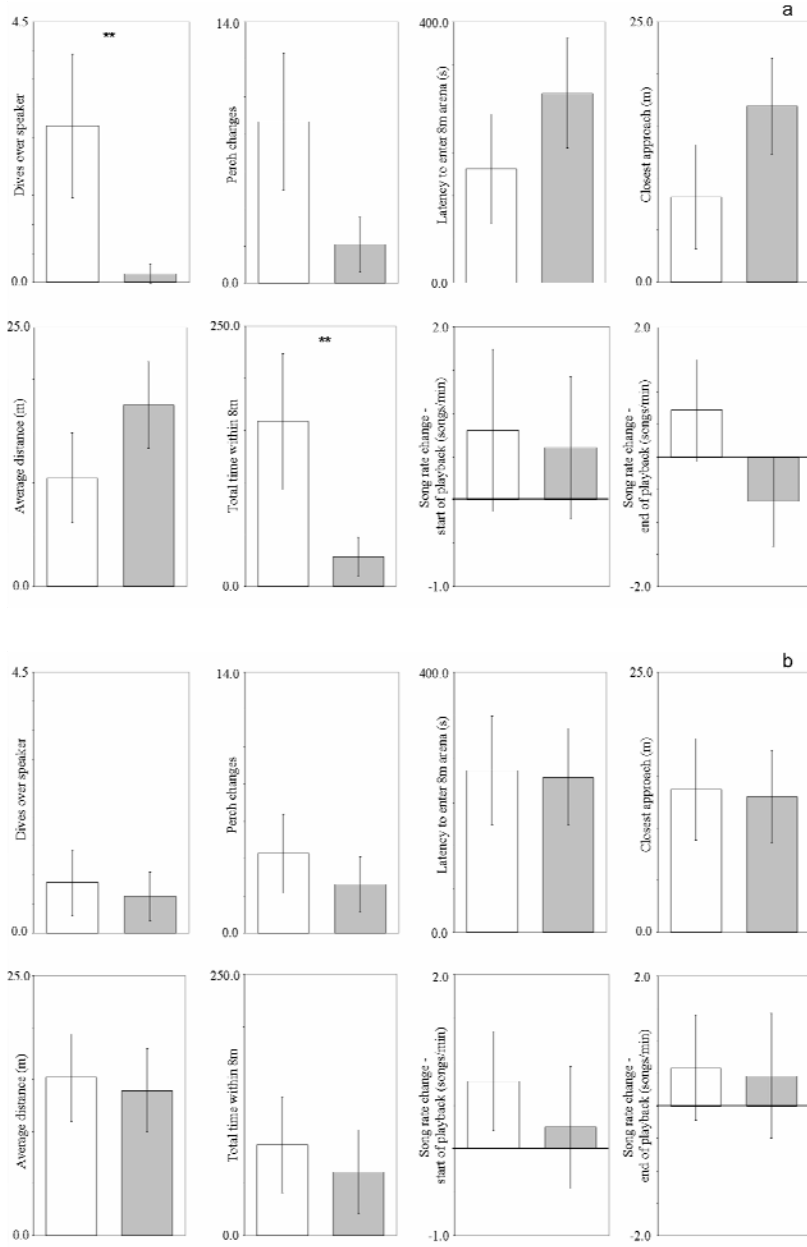 a
4.5
**
Dives over speaker
0.0
14.0
Perch changes
0.0
400.0
Latency to enter 8m arena (s)
0.0
25.0
Closest approach (m)
0.0
25.0
Average distance (m)
0.0
250.0
**
Total time within 8m
0.0
2.0
Song rate change -
start of playback (songs/min)
-1.0
2.0
Song rate change -
end of playback (songs/min)
-2.0
b
4.5
Dives over speaker
0.0
14.0
Perch changes
0.0
400.0
Latency to enter 8m arena (s)
0.0
25.0
Closest approach (m)
0.0
25.0
Average distance (m)
0.0
250.0
Total time within 8m
0.0
2.0
Song rate change -
start of playback (songs/min)
-1.0
2.0
Song rate change -
end of playback (songs/min)
-2.0